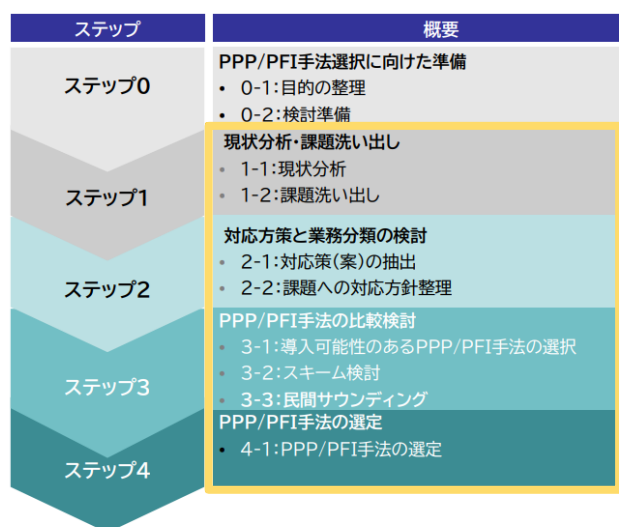 ステップ 概要
ステップ0
PPP/PFI手法選択に向けた準備
• 0-1:目的の整理
• 0-2:検討準備
ステップ1
現状分析・課題洗い出し
• 1-1:現状分析
• 1-2:課題洗い出し
ステップ2
対応方策と業務分類の検討
• 2-1:対応策(案)の抽出
• 2-2:課題への対応方針整理
ステップ3
PPP/PFI手法の比較検討
• 3-1:導入可能性のあるPPP/PFI手法の選択
• 3-2:スキーム検討
• 3-3:民間サウンディング
ステップ4
PPP/PFI手法の選定
• 4-1:PPP/PFI手法の選定